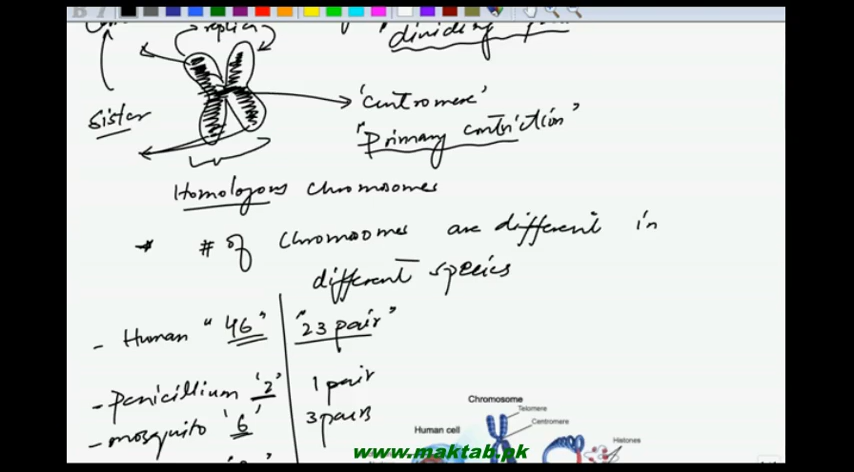 replica
dividing
Sister
'Centromere'
"Primary contriction"
Homologous chromosomes
* # of chromosomes are different in
different species
- Human "46" "23 pair"
- penicillium '2' 1 pair
- mosquito '6' 3 pairs
Chromosome
Telomere
Centromere
Human cell
Histones
www.maktab.pk